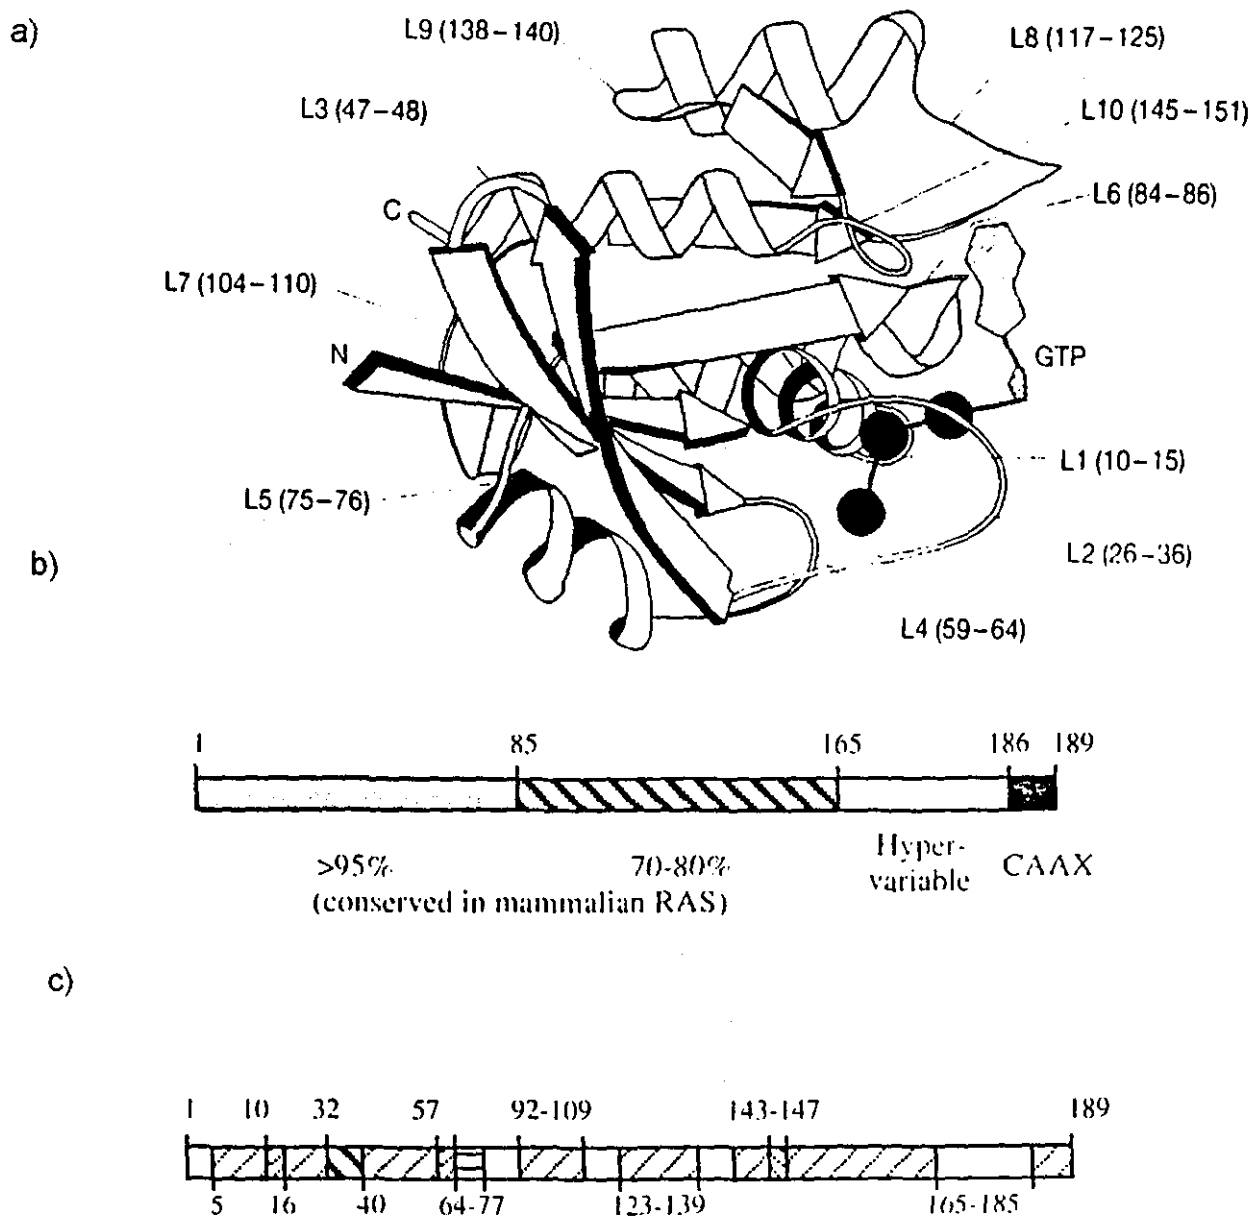 a)
L9 (138–140)
L8 (117–125)
L3 (47–48)
L10 (145–151)
L6 (84–86)
C
L7 (104–110)
N
GTP
L1 (10–15)
L5 (75–76)
L2 (26–36)
L4 (59–64)
b)
1 85 165 186 189
>95% 70-80% Hyper-
variable CAAX
(conserved in mammalian RAS)
c)
1 10 32 57 92-109 143-147 189
5 16 40 64-77 123-139 165-185